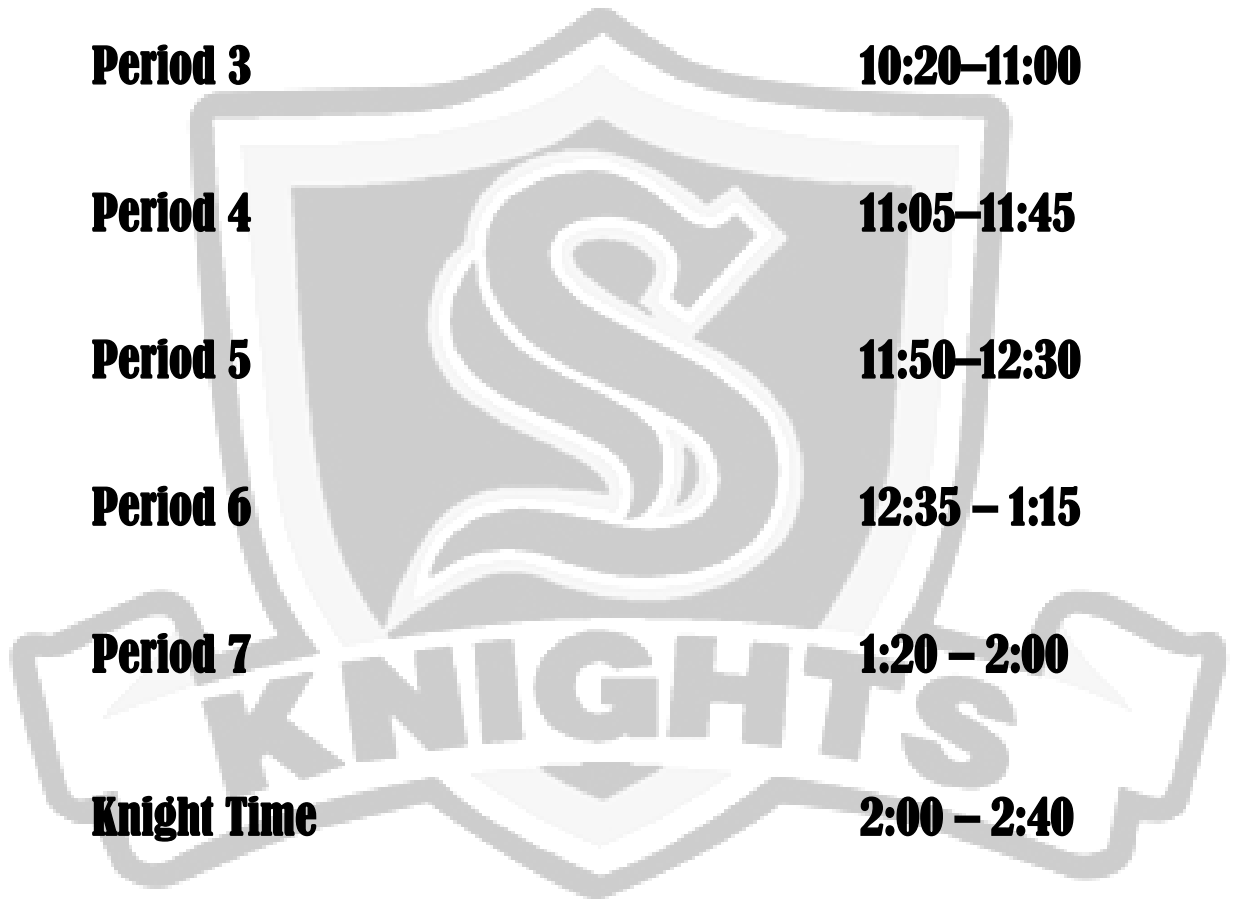 Period 3 10:20–11:00
Period 4 11:05–11:45
Period 5 11:50–12:30
Period 6 12:35 – 1:15
Period 7 1:20 – 2:00
Knight Time 2:00 – 2:40
S
KNIGHTS